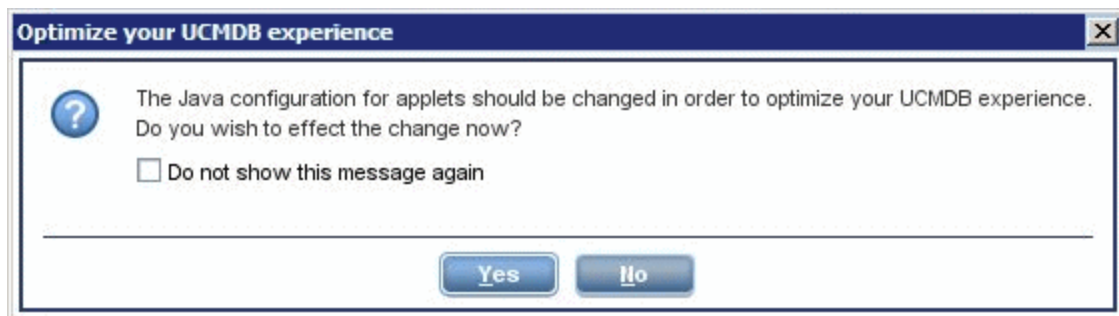 Optimize your UCMDB experience
The Java configuration for applets should be changed in order to optimize your UCMDB experience.
Do you wish to effect the change now?
Do not show this message again
Yes No